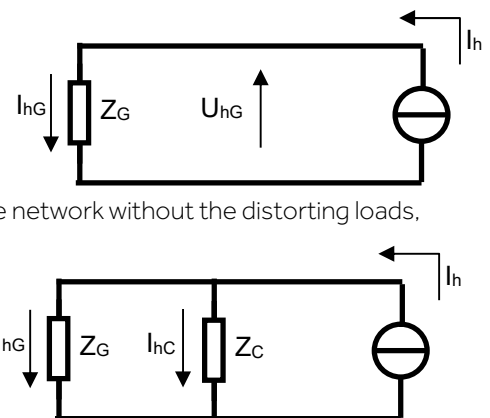 Ih
IhG ZG UhG
e network without the distorting loads,
Ih
hG ZG IhC ZC